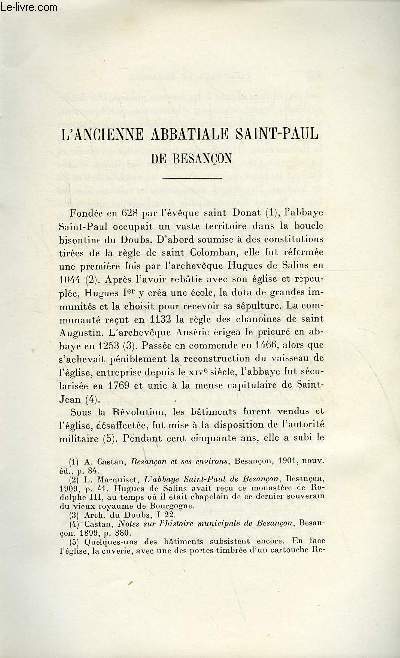 Le-livre.com
L'ANCIENNE ABBATIALE SAINT-PAUL
DE BESANÇON
Fondée en 628 par l'évêque saint Donat (1), l'abbaye
Saint-Paul occupait un vaste territoire dans la boucle
bisontine du Doubs. D'abord soumise à des constitutions
tirées de la règle de saint Colomban, elle fut réformée
une première fois par l'archevêque Hugues de Salins en
1044 (2). Après l'avoir rebâtie avec son église et repeu-
plée, Hugues Ier y créa une école, la dota de grandes im-
munités et la choisit pour recevoir sa sépulture. La com-
munauté reçut en 1132 la règle des chanoines de saint
Augustin. L'archevêque Anséric érigea le prieuré en ab-
baye en 1253 (3). Passée en commende en 1466, alors que
s'achevait péniblement la reconstruction du vaisseau de
l'église, entreprise depuis le XIVe siècle, l'abbaye fut sécu-
larisée en 1769 et unie à la mense capitulaire de Saint-
Jean (4).
Sous la Révolution, les bâtiments furent vendus et
l'église, désaffectée, fut mise à la disposition de l'autorité
militaire (5). Pendant cent cinquante ans, elle a subi le
(1) A. Castan, Besançon et ses environs, Besançon, 1901, nouv.
éd., p. 84.
(2) L. Marquiset, L'abbaye Saint-Paul de Besançon, Besançon,
1909, p. 41. Hugues de Salins avait reçu ce monastère de Ro-
dolphe III, au temps où il était chapelain de ce dernier souverain
du vieux royaume de Bourgogne.
(3) Arch. du Doubs, I 22.
(4) Castan, Notes sur l'histoire municipale de Besançon, Besan-
çon, 1899, p. 380.
(5) Quelques-uns des bâtiments subsistent encore. En face
l'église, la cuverie, avec une des portes timbrée d'un cartouche Re-